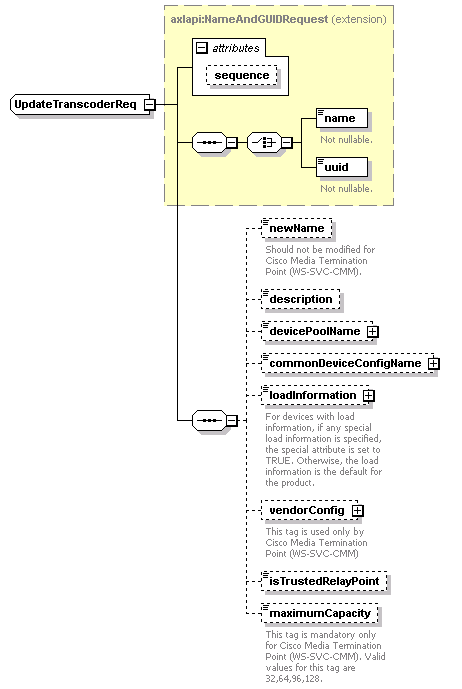 axlapi:NameAndGUIDRequest (extension)
attributes
sequence
UpdateTranscoderReq
name
Not nullable.
uuid
Not nullable.
newName
Should not be modified for
Cisco Media Termination
Point (WS-SVC-CMM).
description
devicePoolName
commonDeviceConfigName
loadInformation
For devices with load
information, if any special
load information is specified,
the special attribute is set to
TRUE. Otherwise, the load
information is the default for
the product.
vendorConfig
This tag is used only by
Cisco Media Termination
Point (WS-SVC-CMM)
isTrustedRelayPoint
maximumCapacity
This tag is mandatory only
for Cisco Media Termination
Point (WS-SVC-CMM). Valid
values for this tag are
32,64,96,128.